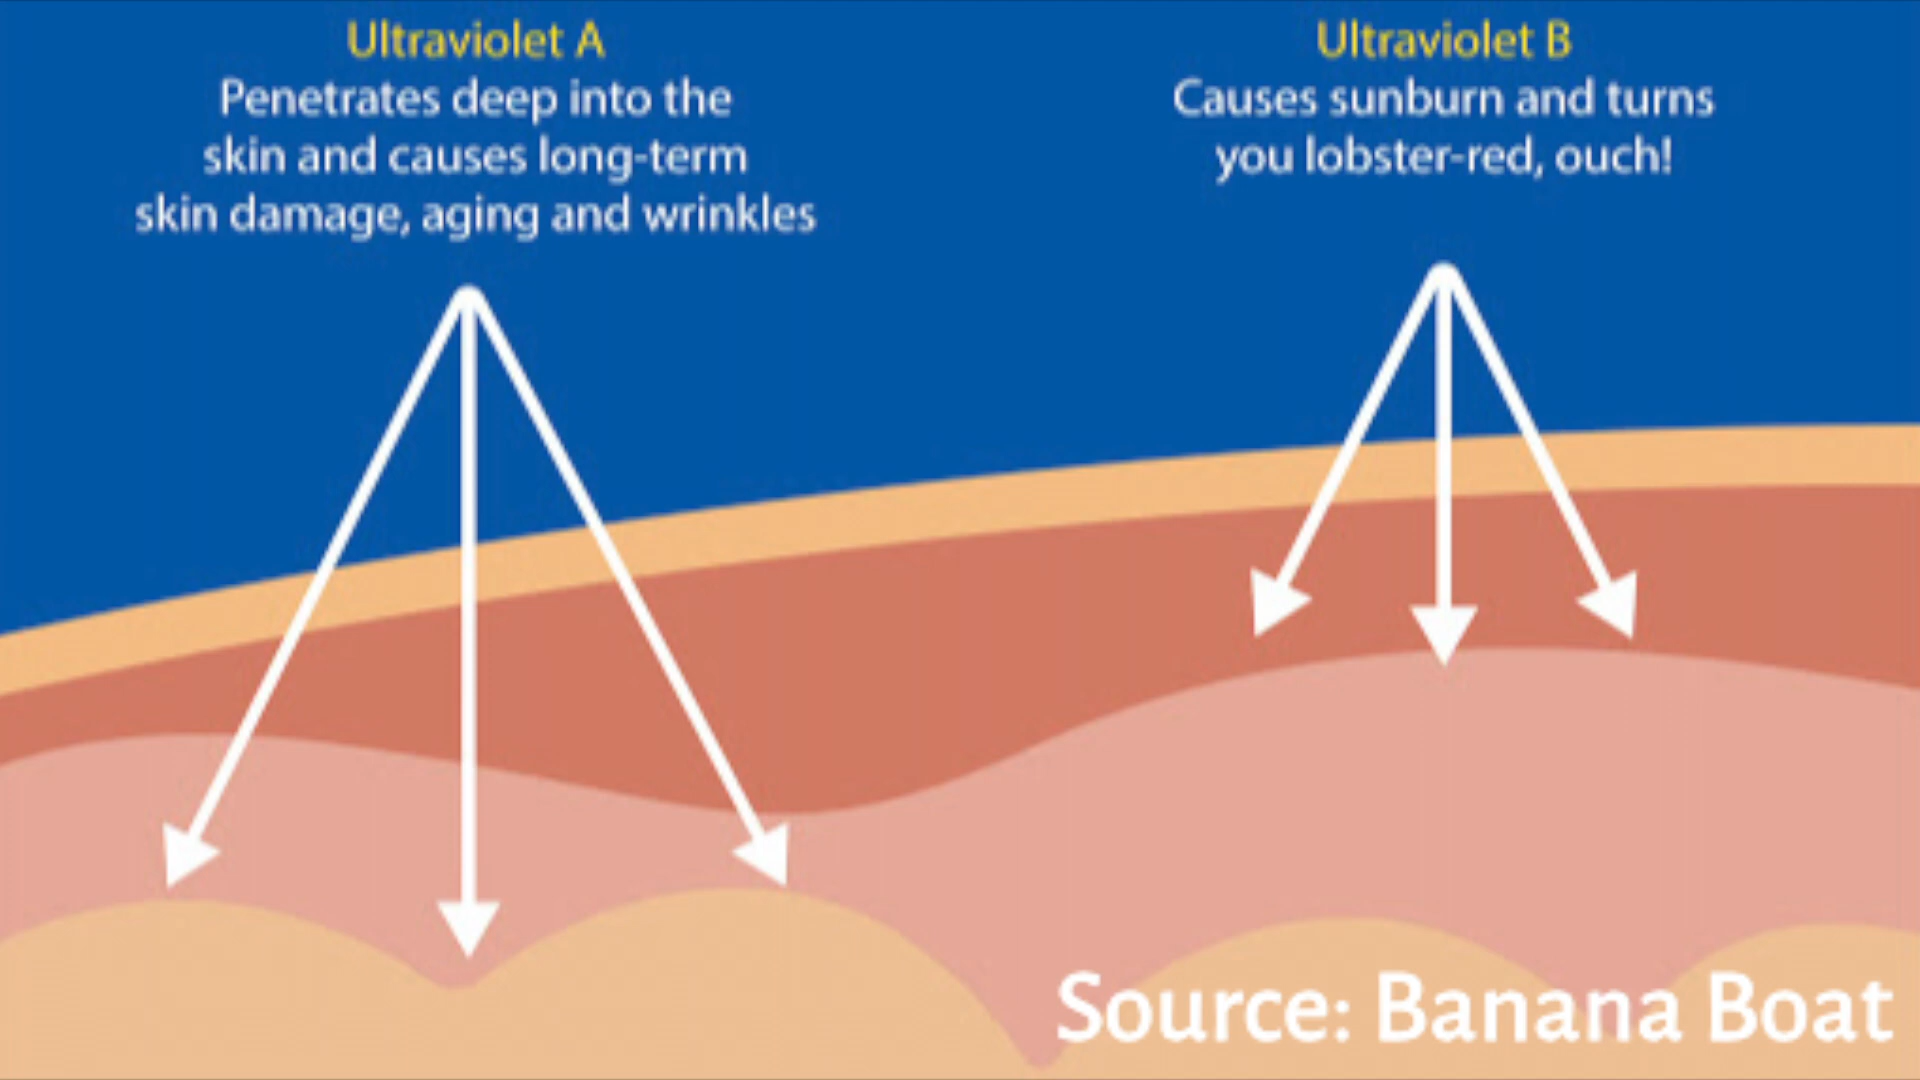 Ultraviolet A
Penetrates deep into the
skin and causes long-term
skin damage, aging and wrinkles
Ultraviolet B
Causes sunburn and turns
you lobster-red, ouch!
Source: Banana Boat